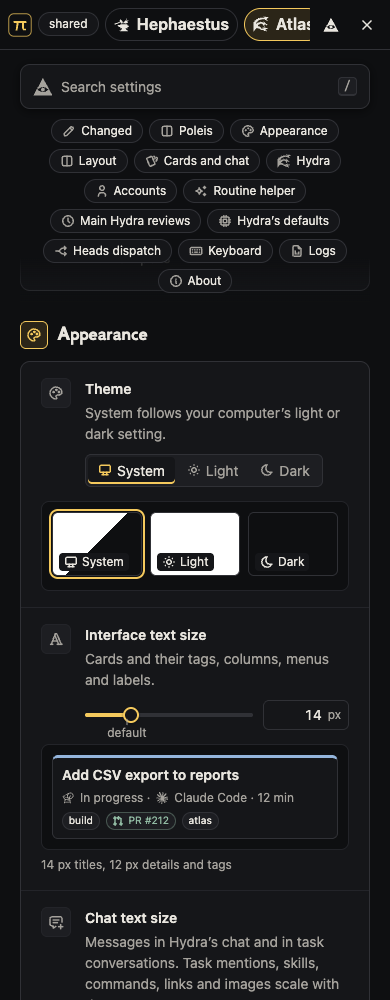 π shared Hephaestus Atlas
Search settings /
Changed Poleis Appearance
Layout Cards and chat Hydra
Accounts Routine helper
Main Hydra reviews Hydra's defaults
Heads dispatch Keyboard Logs
About
Appearance
Theme
System follows your computer's light or
dark setting.
System Light Dark
System Light Dark
Interface text size
Cards and their tags, columns, menus
and labels.
14 px
default
Add CSV export to reports
In progress · Claude Code · 12 min
build PR #212 atlas
14 px titles, 12 px details and tags
Chat text size
Messages in Hydra's chat and in task
conversations. Task mentions, skills,
commands, links and images scale with